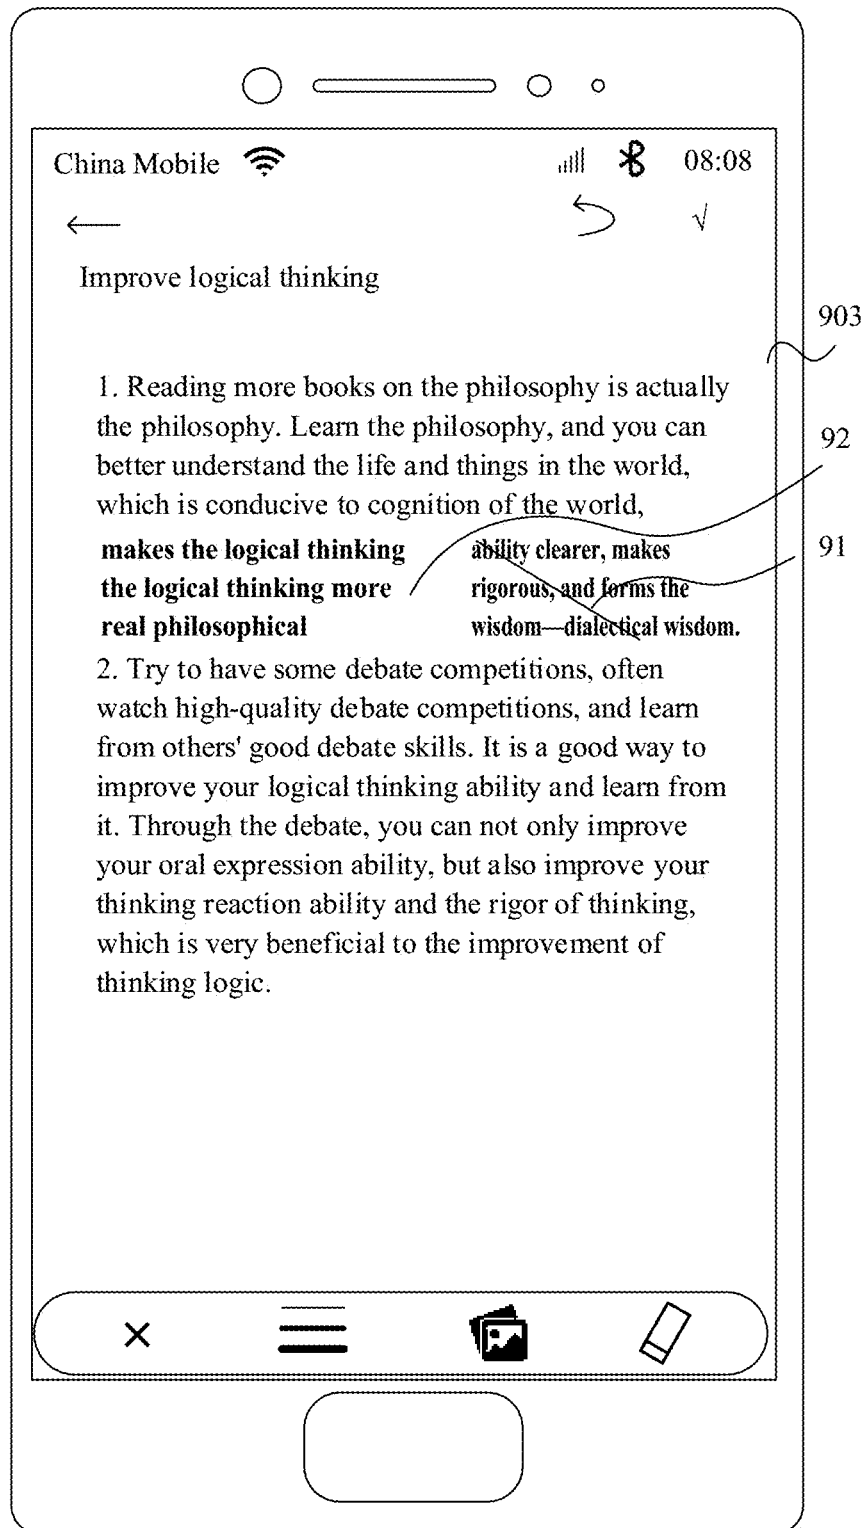 China Mobile 08:08
√
Improve logical thinking
903
1. Reading more books on the philosophy is actually
the philosophy. Learn the philosophy, and you can
92
better understand the life and things in the world,
which is conducive to cognition of the world,
makes the logical thinking ability clearer, makes
91
the logical thinking more rigorous, and forms the
real philosophical wisdom—dialectical wisdom.
2. Try to have some debate competitions, often
watch high-quality debate competitions, and learn
from others' good debate skills. It is a good way to
improve your logical thinking ability and learn from
it. Through the debate, you can not only improve
your oral expression ability, but also improve your
thinking reaction ability and the rigor of thinking,
which is very beneficial to the improvement of
thinking logic.